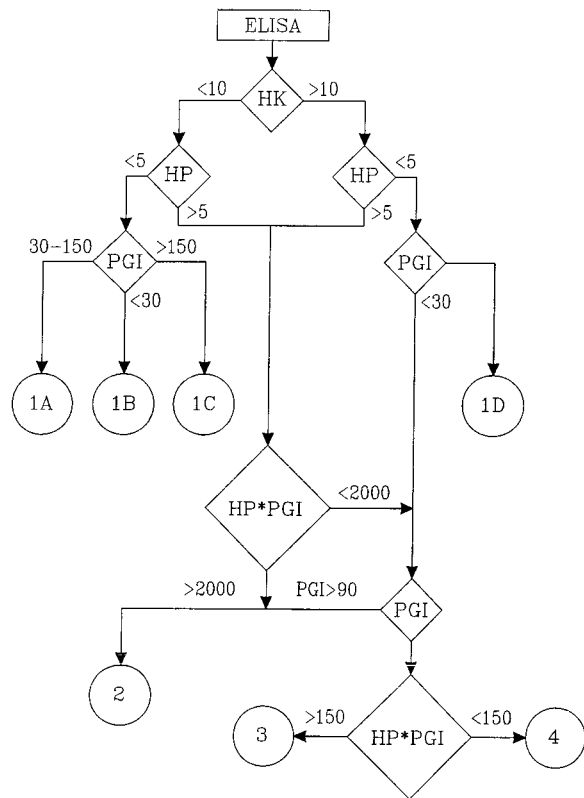 ELISA
<10 HK >10
<5 HP >5
HP <5 >5
30-150 PGI >150
<30
PGI
<30
1A 1B 1C 1D
HP*PGI <2000
>2000 PGI>90 PGI
2
3 >150 HP*PGI <150 4